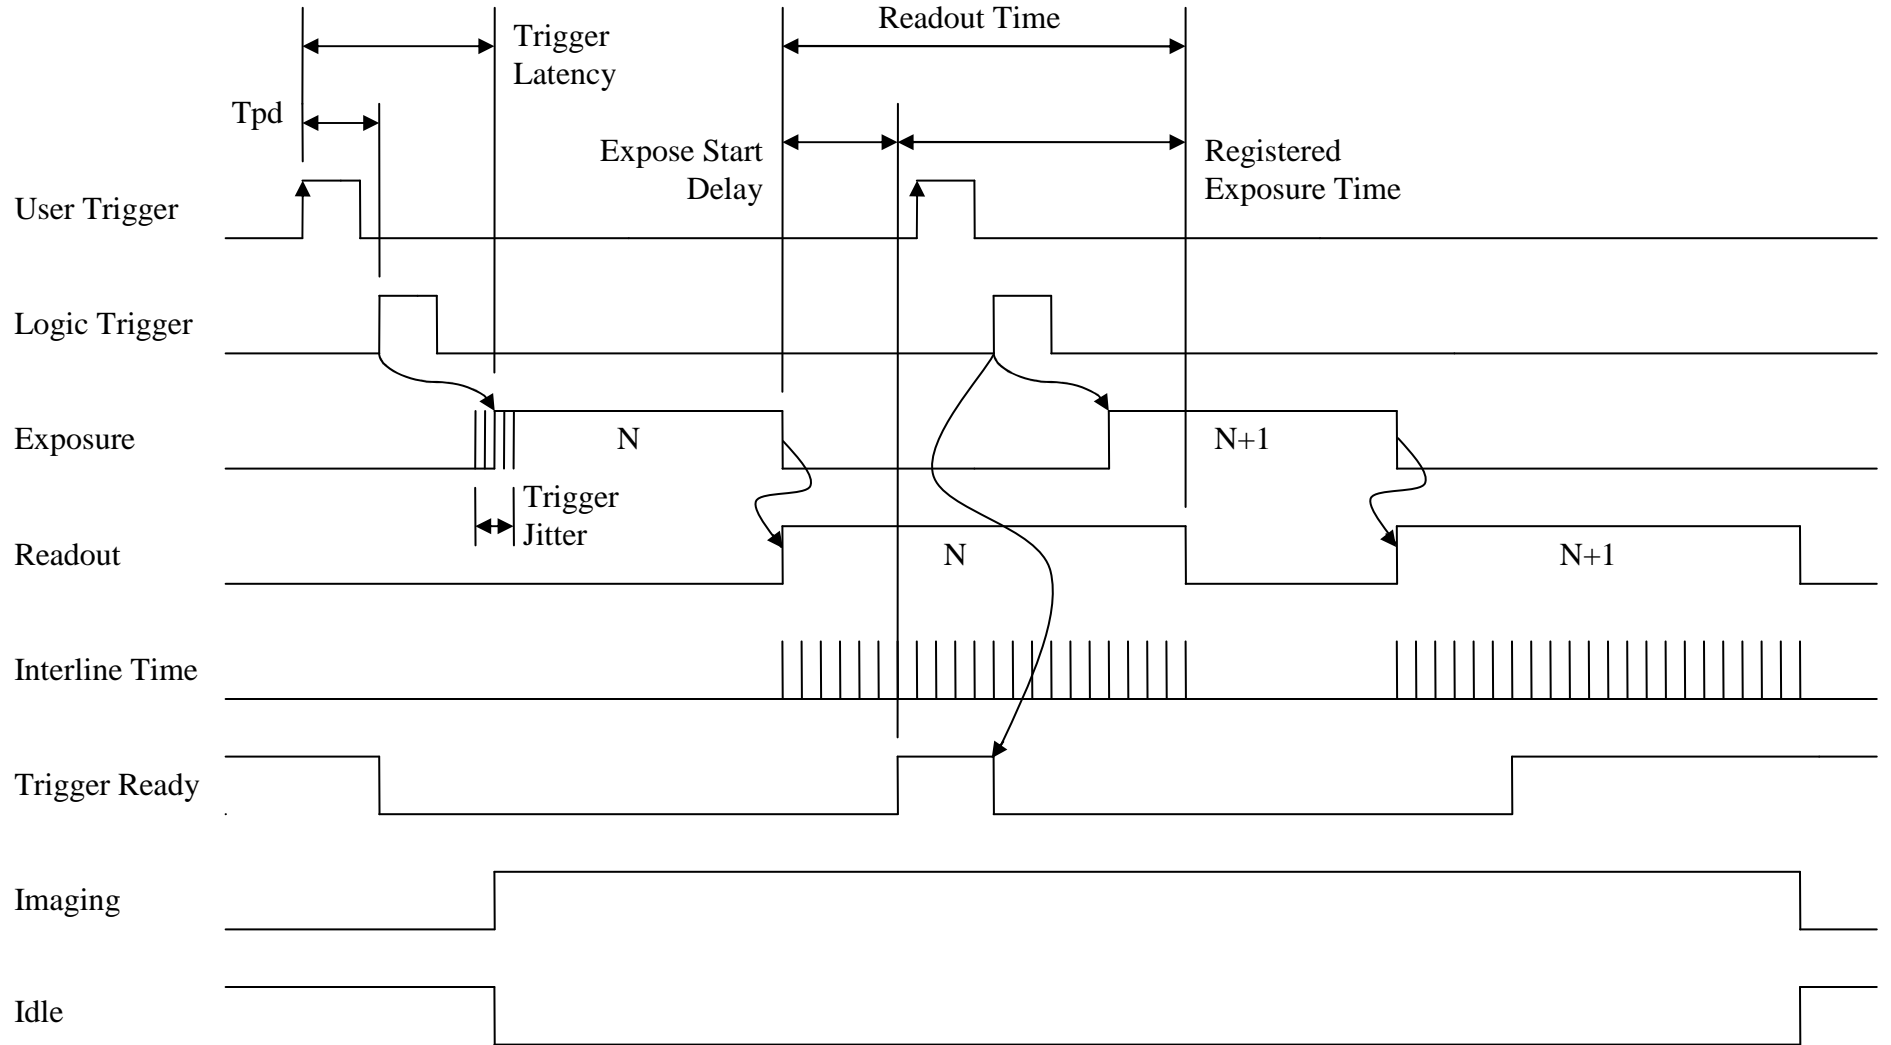 Readout Time
Trigger
Latency
Tpd
Expose Start
Delay
Registered
Exposure Time
User Trigger
Logic Trigger
Exposure
N
N+1
Trigger
Jitter
Readout
N
N+1
Interline Time
Trigger Ready
Imaging
Idle